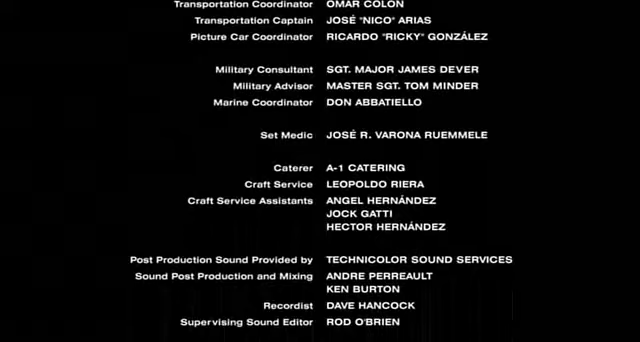 Transportation Coordinator OMAR COLON
Transportation Captain JOSÉ "NICO" ARIAS
Picture Car Coordinator RICARDO "RICKY" GONZÁLEZ
Military Consultant SGT. MAJOR JAMES DEVER
Military Advisor MASTER SGT. TOM MINDER
Marine Coordinator DON ABBATIELLO
Set Medic JOSÉ R. VARONA RUEMMELE
Caterer A-1 CATERING
Craft Service LEOPOLDO RIERA
Craft Service Assistants ANGEL HERNÁNDEZ
JOCK GATTI
HECTOR HERNÁNDEZ
Post Production Sound Provided by TECHNICOLOR SOUND SERVICES
Sound Post Production and Mixing ANDRE PERREAULT
KEN BURTON
Recordist DAVE HANCOCK
Supervising Sound Editor ROD O'BRIEN